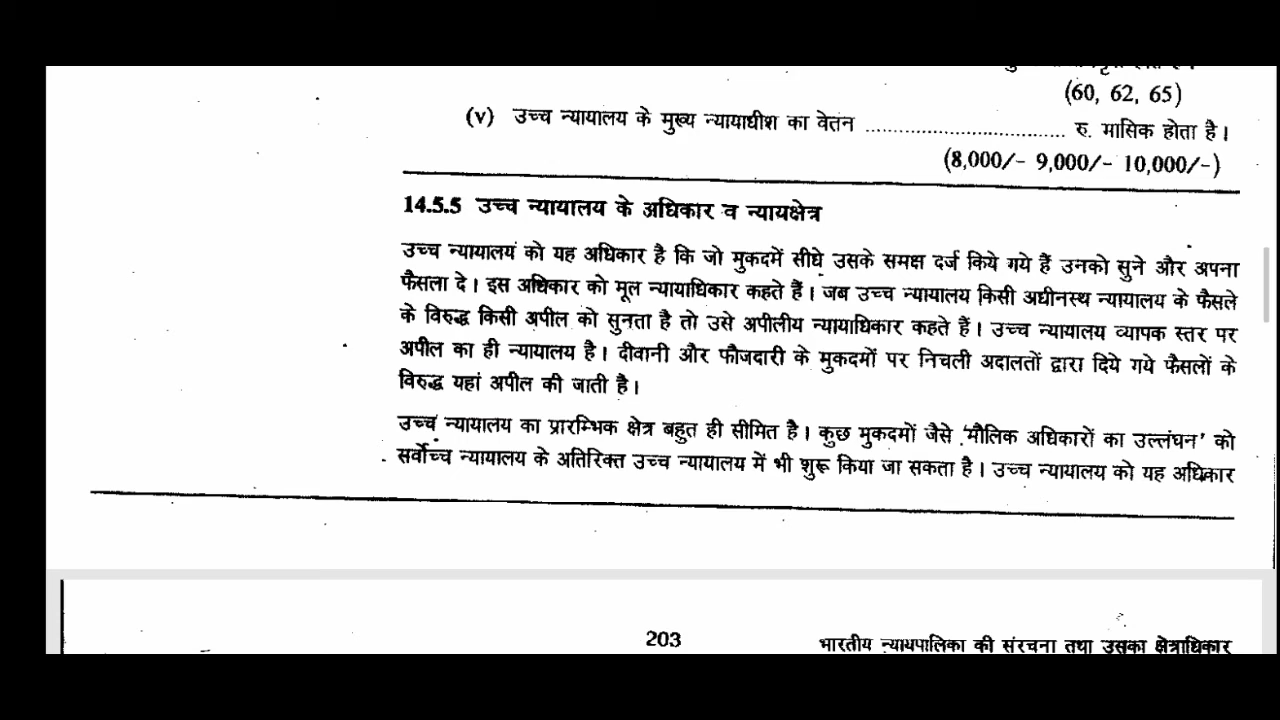 (60, 62, 65)
(v) उच्च न्यायालय के मुख्य न्यायाधीश का वेतन .................................... रु. मासिक होता है।
(8,000/- 9,000/- 10,000/-)
14.5.5 उच्च न्यायालय के अधिकार व न्यायक्षेत्र
उच्च न्यायालय को यह अधिकार है कि जो मुकदमें सीधे उसके समक्ष दर्ज किये गये हैं उनको सुने और अपना
फैसला दे। इस अधिकार को मूल न्यायाधिकार कहते हैं। जब उच्च न्यायालय किसी अधीनस्थ न्यायालय के फैसले
के विरुद्ध किसी अपील को सुनता है तो उसे अपीलीय न्यायाधिकार कहते हैं। उच्च न्यायालय व्यापक स्तर पर
अपील का ही न्यायालय है। दीवानी और फौजदारी के मुकदमों पर निचली अदालतों द्वारा दिये गये फैसलों के
विरुद्ध यहां अपील की जाती है।
उच्च न्यायालय का प्रारम्भिक क्षेत्र बहुत ही सीमित है। कुछ मुकदमों जैसे 'मौलिक अधिकारों का उल्लंघन' को
सर्वोच्च न्यायालय के अतिरिक्त उच्च न्यायालय में भी शुरू किया जा सकता है। उच्च न्यायालय को यह अधिकार
203
भारतीय न्यायपालिका की संरचना तथा उसका क्षेत्राधिकार